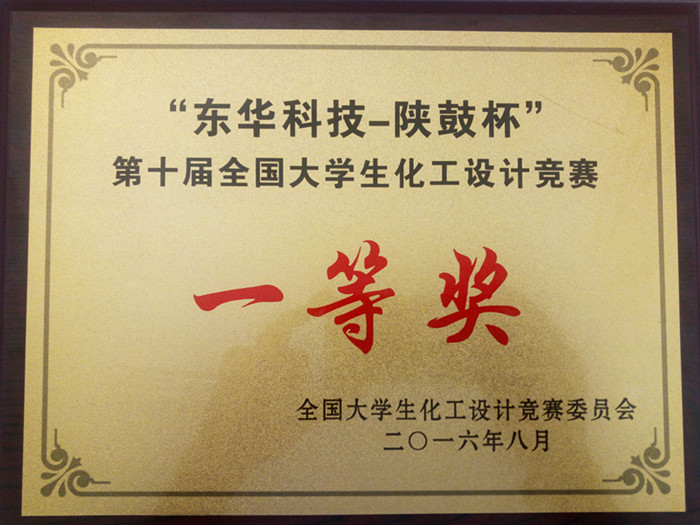 “东华科技–陕鼓杯”
第十届全国大学生化工设计竞赛
一等奖
全国大学生化工设计竞赛委员会
二〇一六年八月